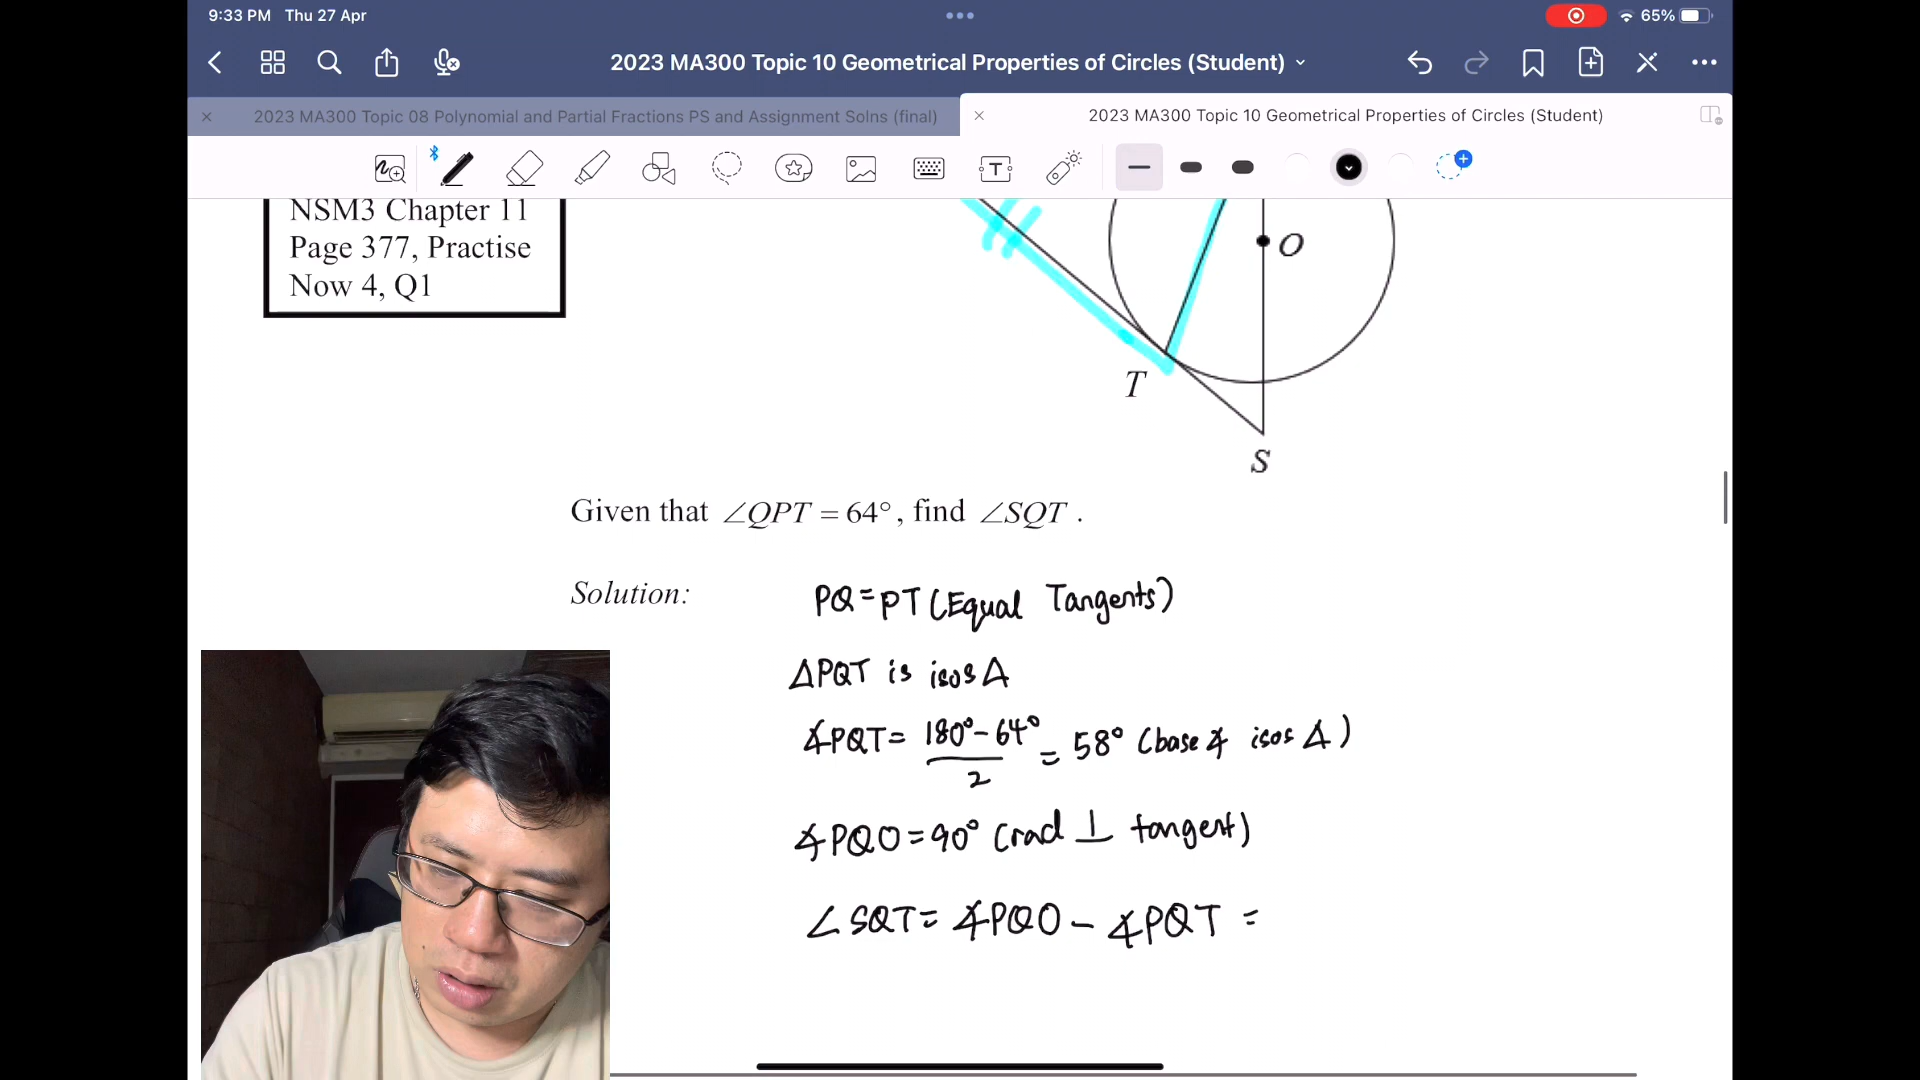 9:33 PM Thu 27 Apr
65%
2023 MA300 Topic 10 Geometrical Properties of Circles (Student)
2023 MA300 Topic 08 Polynomial and Partial Fractions PS and Assignment Solns (final)
2023 MA300 Topic 10 Geometrical Properties of Circles (Student)
T
NSM3 Chapter 11
Page 377, Practise
Now 4, Q1
O
T
S
Given that ∠QPT = 64°, find ∠SQT .
Solution:
PQ=PT (Equal Tangents)
ΔPQT is isos Δ
∡PQT= 180°-64° / 2 = 58° (base ∡ isos Δ)
∡PQO=90° (rad ⊥ tangent)
∠SQT= ∡PQO - ∡PQT =